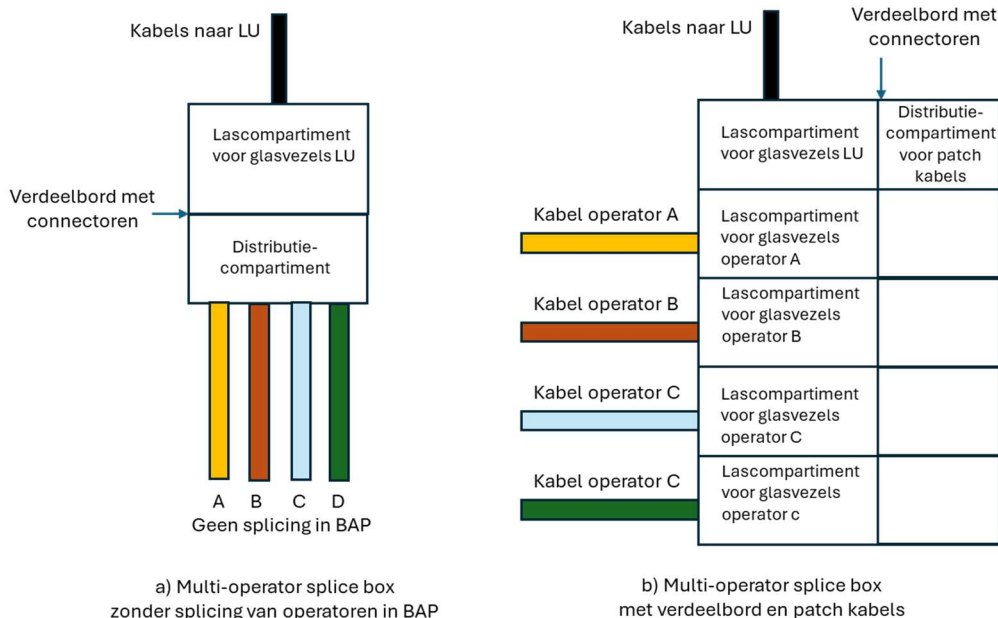 Kabels naar LU
Lascompartiment
voor glasvezels LU
Verdeelbord met
connectoren
Distributie-
compartiment
A B C D
Geen splicing in BAP
a) Multi-operator splice box
zonder splicing van operatoren in BAP
Verdeelbord met
connectoren
Kabels naar LU
Lascompartiment
voor glasvezels LU
Distributie-
compartiment
voor patch
kabels
Kabel operator A
Lascompartiment
voor glasvezels
operator A
Kabel operator B
Lascompartiment
voor glasvezels
operator B
Kabel operator C
Lascompartiment
voor glasvezels
operator C
Kabel operator C
Lascompartiment
voor glasvezels
operator c
b) Multi-operator splice box
met verdeelbord en patch kabels